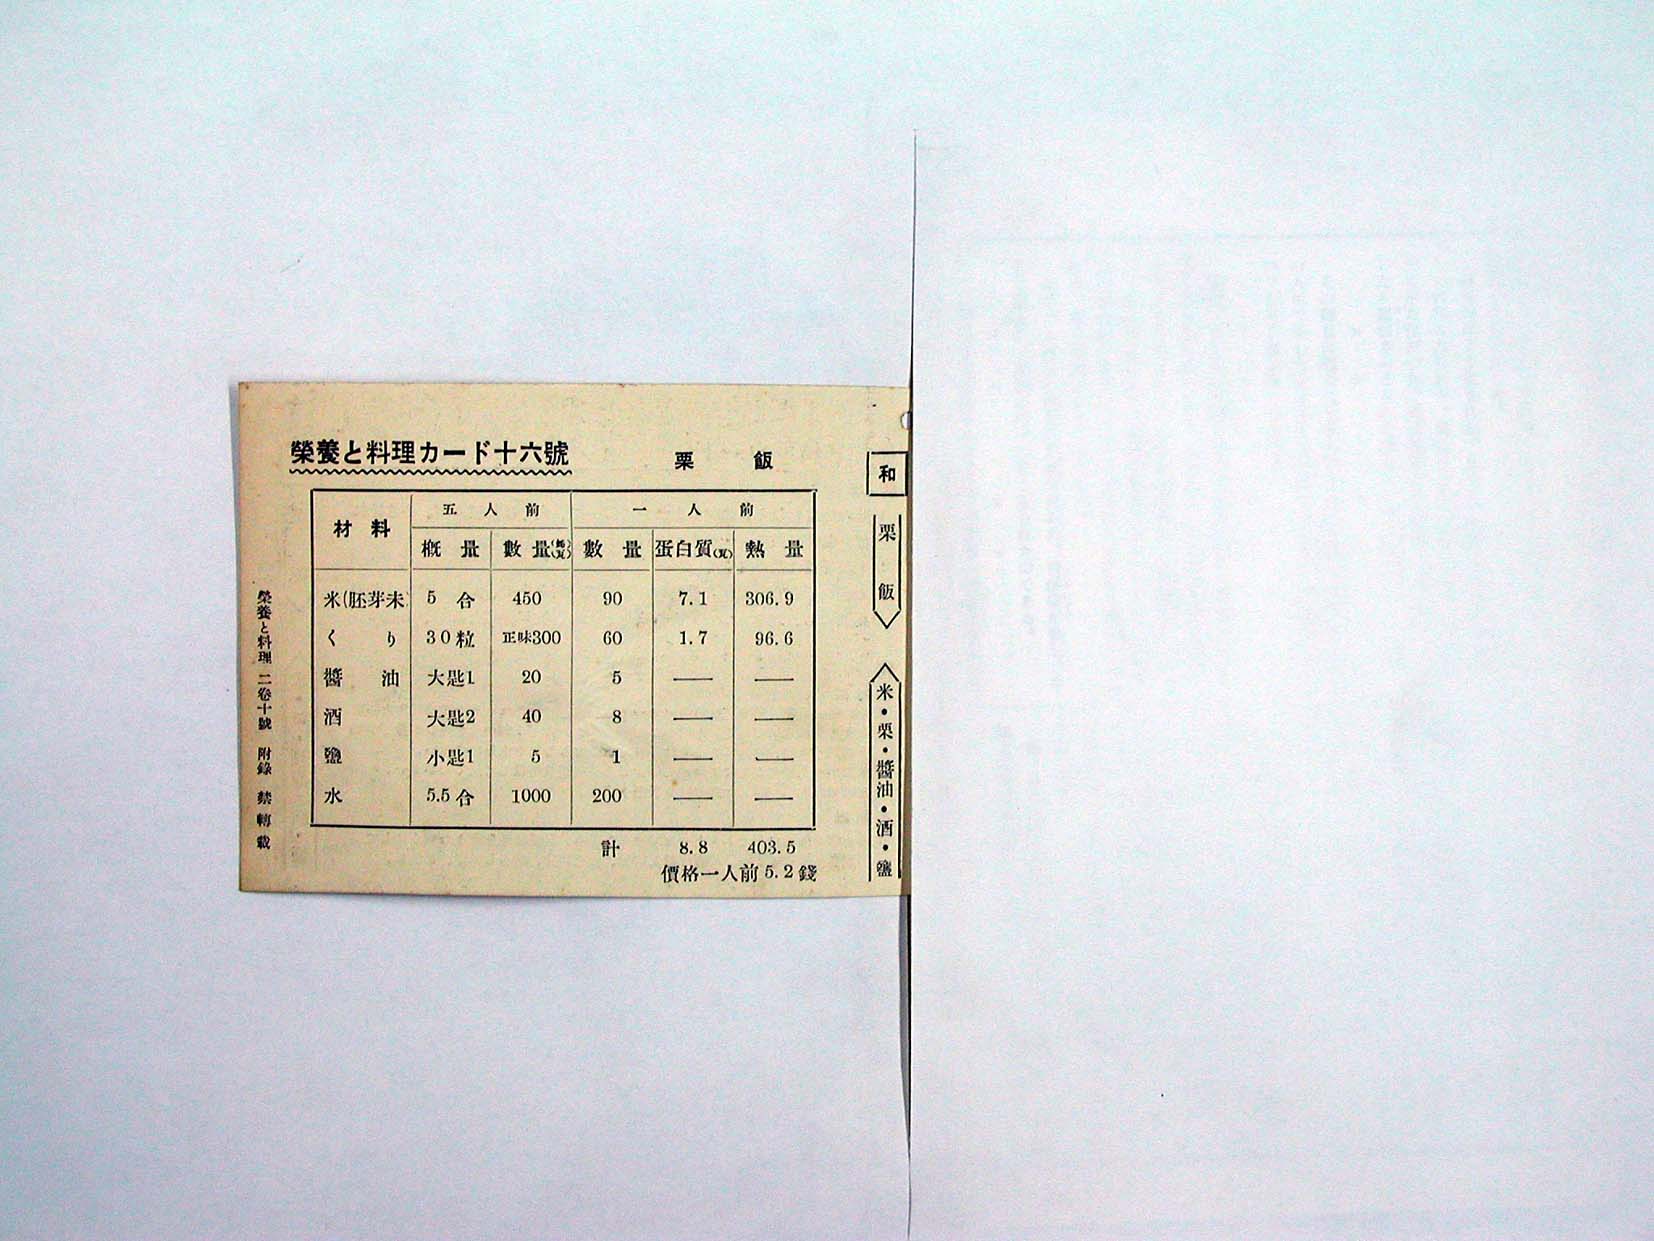 榮養と料理カード十六號
栗飯
材料 五人前 一人前
概量 數量 數量 蛋白質(瓦) 熱量
米(胚芽未) 5合 450 90 7.1 306.9
くり 30粒 正味300 60 1.7 96.6
醬油 大匙1 20 5 — —
酒 大匙2 40 8 — —
鹽 小匙1 5 1 — —
水 5.5合 1000 200 — —
計 8.8 403.5
價格一人前5.2錢
和
栗飯
米・栗・醬油・酒・鹽
榮養と料理 二卷十號 附錄 禁轉載